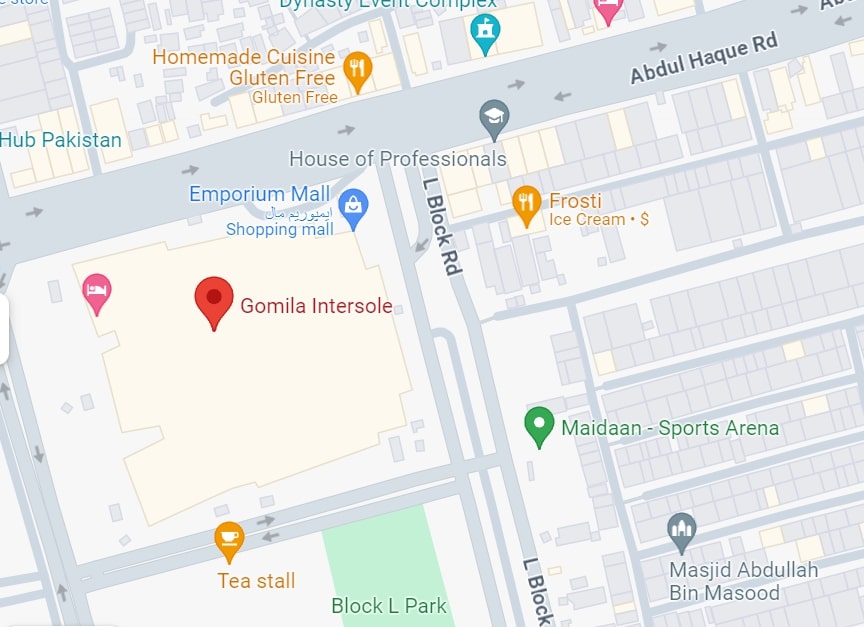 e store
Dynasty Event Complex
Homemade Cuisine
Gluten Free
Gluten Free
Abdul Haque Rd
Hub Pakistan
House of Professionals
Emporium Mall
ایمپوریم مال
Shopping mall
L Block Rd
Frosti
Ice Cream • $
Gomila Intersole
Maidaan - Sports Arena
Tea stall
Block L Park
L Block
Masjid Abdullah
Bin Masood